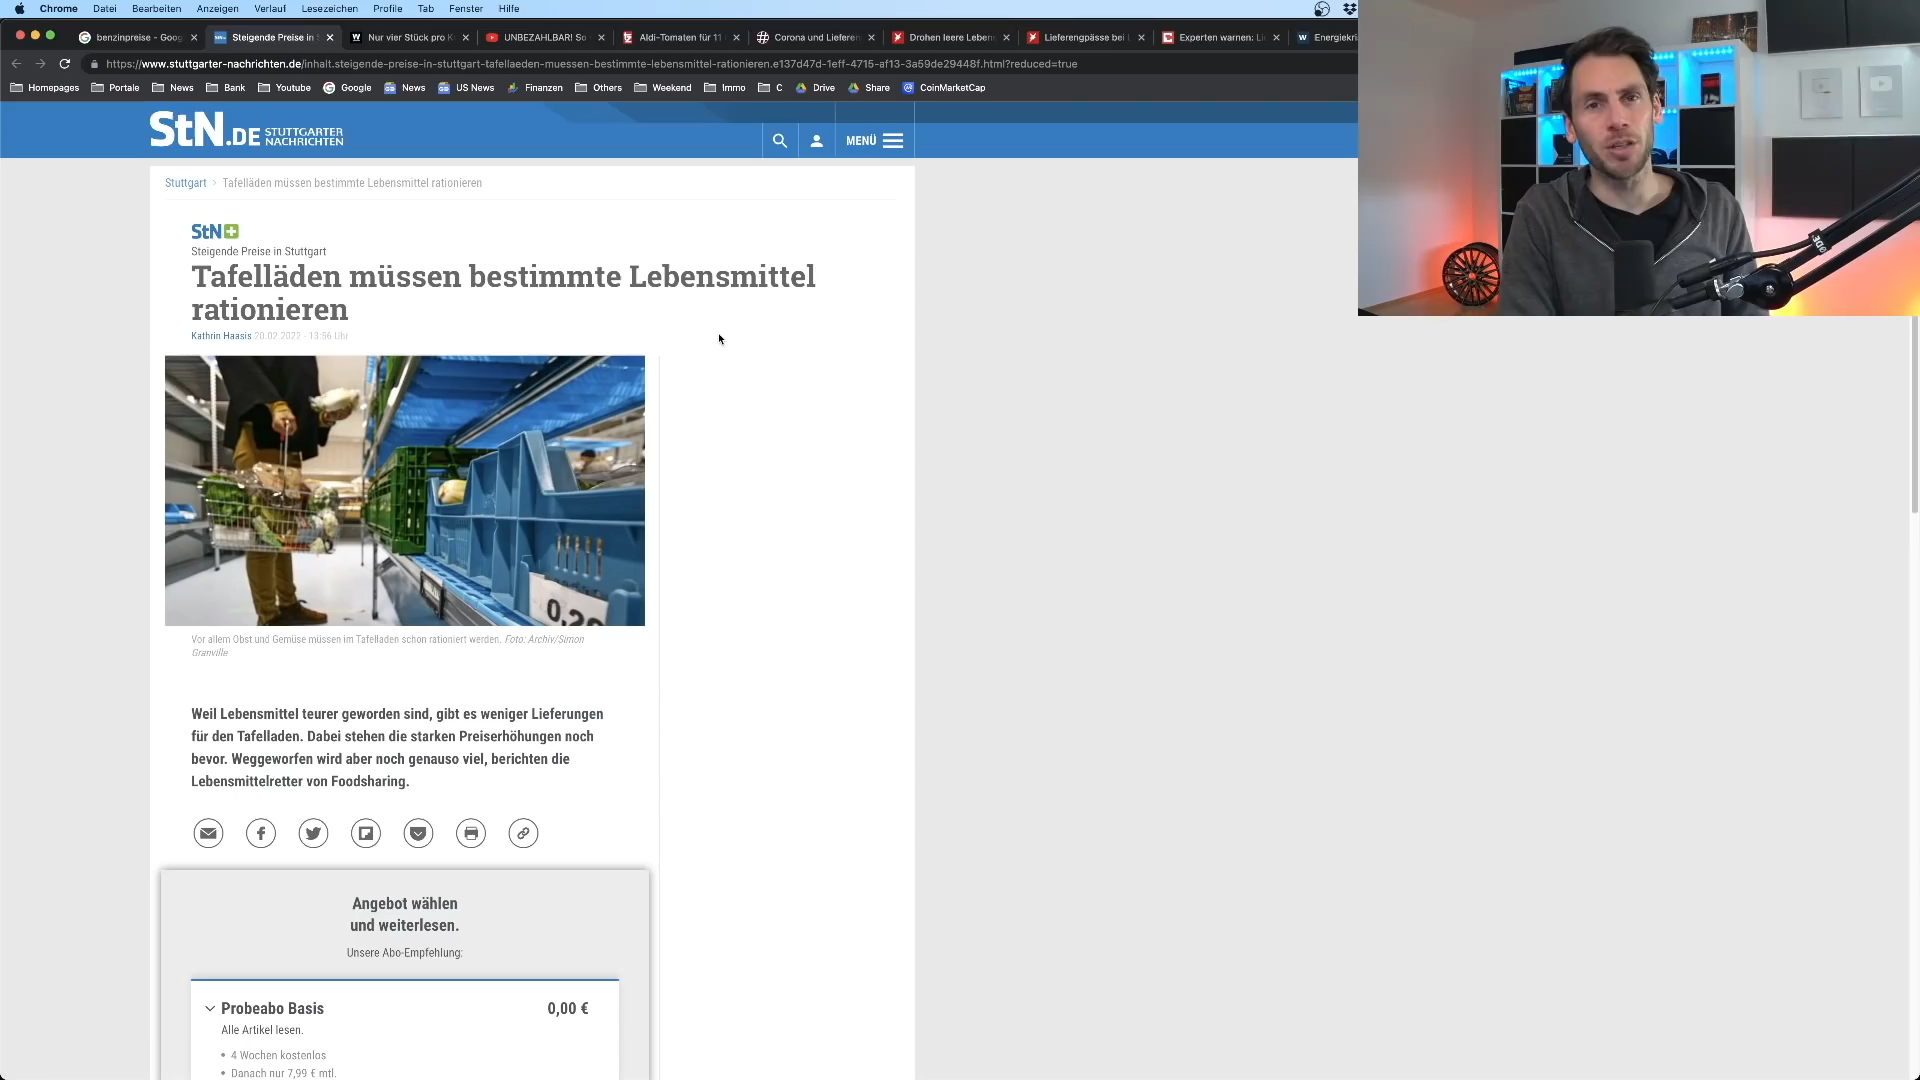 Chrome Datei Bearbeiten Anzeigen Verlauf Lesezeichen Profile Tab Fenster Hilfe
benzinpreise - Goog
Steigende Preise in
Nur vier Stück pro K
UNBEZAHLBAR! So
Aldi-Tomaten für 11
Corona und Lieferen
Drohen leere Lebens
Lieferengpässe bei L
Experten warnen: Li
Energiekri
https://www.stuttgarter-nachrichten.de/inhalt.steigende-preise-in-stuttgart-tafellaeden-muessen-bestimmte-lebensmittel-rationieren.e137d47d-1eff-4715-af13-3a59de29448f.html?reduced=true
Homepages Portale News Bank Youtube Google News US News Finanzen Others Weekend Immo C Drive Share CoinMarketCap
StN.DE STUTTGARTER NACHRICHTEN
MENÜ
Stuttgart > Tafelläden müssen bestimmte Lebensmittel rationieren
StN+
Steigende Preise in Stuttgart
Tafelläden müssen bestimmte Lebensmittel
rationieren
Kathrin Haasis 20.02.2022 - 13:56 Uhr
Vor allem Obst und Gemüse müssen im Tafelladen schon rationiert werden. Foto: Archiv/Simon
Granville
Weil Lebensmittel teurer geworden sind, gibt es weniger Lieferungen
für den Tafelladen. Dabei stehen die starken Preiserhöhungen noch
bevor. Weggeworfen wird aber noch genauso viel, berichten die
Lebensmittelretter von Foodsharing.
Angebot wählen
und weiterlesen.
Unsere Abo-Empfehlung:
Probeabo Basis 0,00 €
Alle Artikel lesen.
• 4 Wochen kostenlos
• Danach nur 7,99 € mtl.